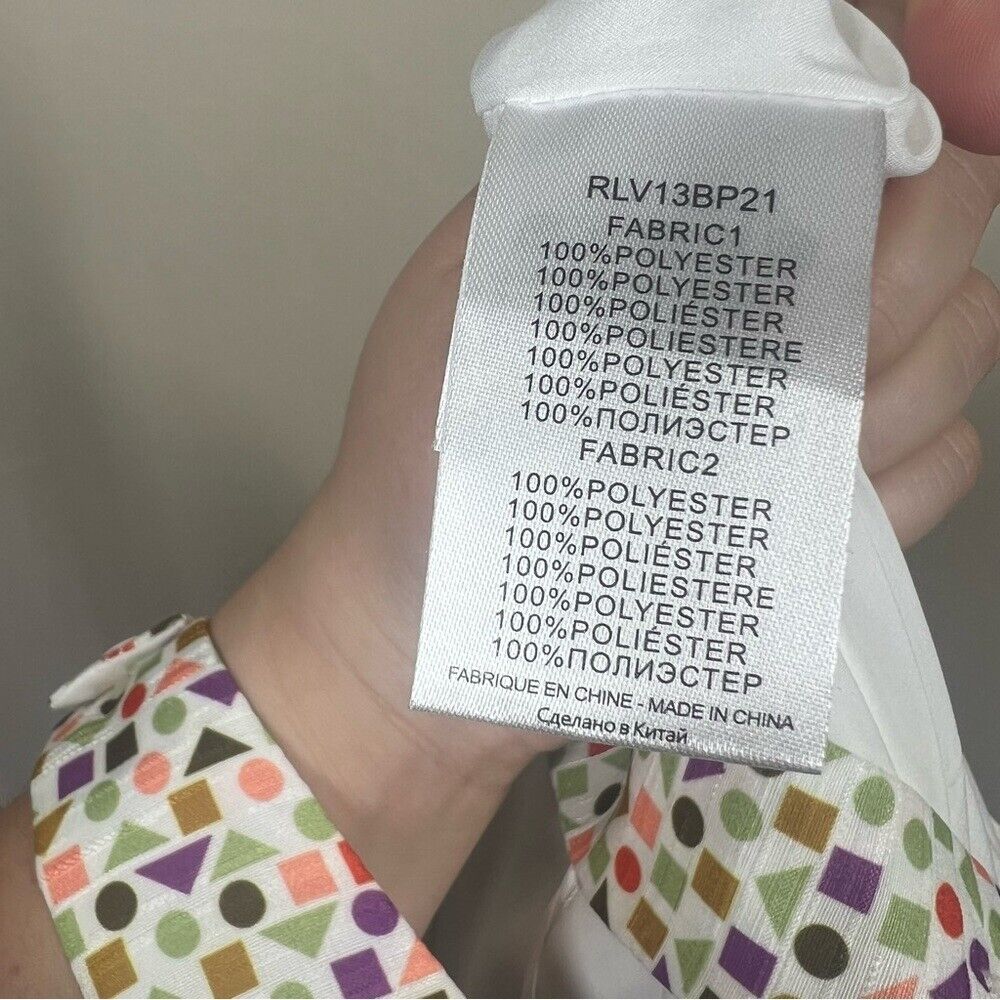 RLV13BP21
FABRIC1
100%POLYESTER
100%POLYESTER
100%POLIÉSTER
100%POLIESTERE
100%POLYESTER
100%POLIÉSTER
100%ПОЛИЭСТЕР
FABRIC2
100%POLYESTER
100%POLYESTER
100%POLIÉSTER
100%POLIESTERE
100%POLYESTER
100%POLIÉSTER
100%ПОЛИЭСТЕР
FABRIQUE EN CHINE - MADE IN CHINA
Сделано в Китай